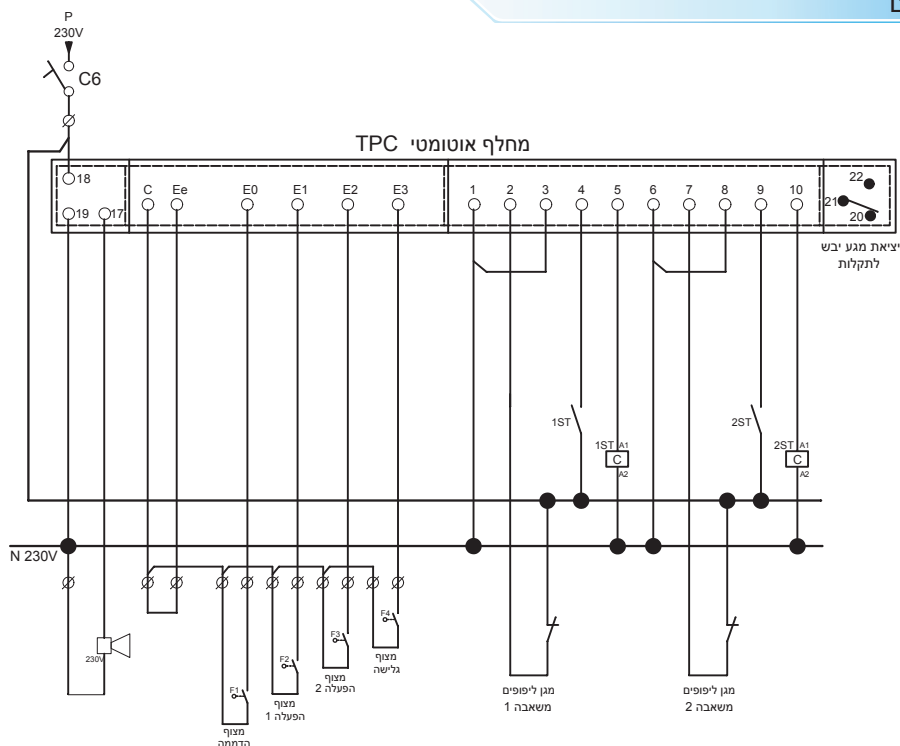 P
230V
C6
מחלף אוטומטי TPC
18
19
17
C Ee E0 E1 E2 E3
1 2 3 4 5 6 7 8 9 10
22
21
20
יציאת מגע יבש
לתקלות
1ST
1ST A1
C
A2
2ST
2ST A1
C
A2
N 230V
230V
F1
מצוף
הדממה
F2
מצוף
הפעלה 1
F3
מצוף
הפעלה 2
F4
מצוף
גלישה
מגן ליפופים
משאבה 1
מגן ליפופים
משאבה 2